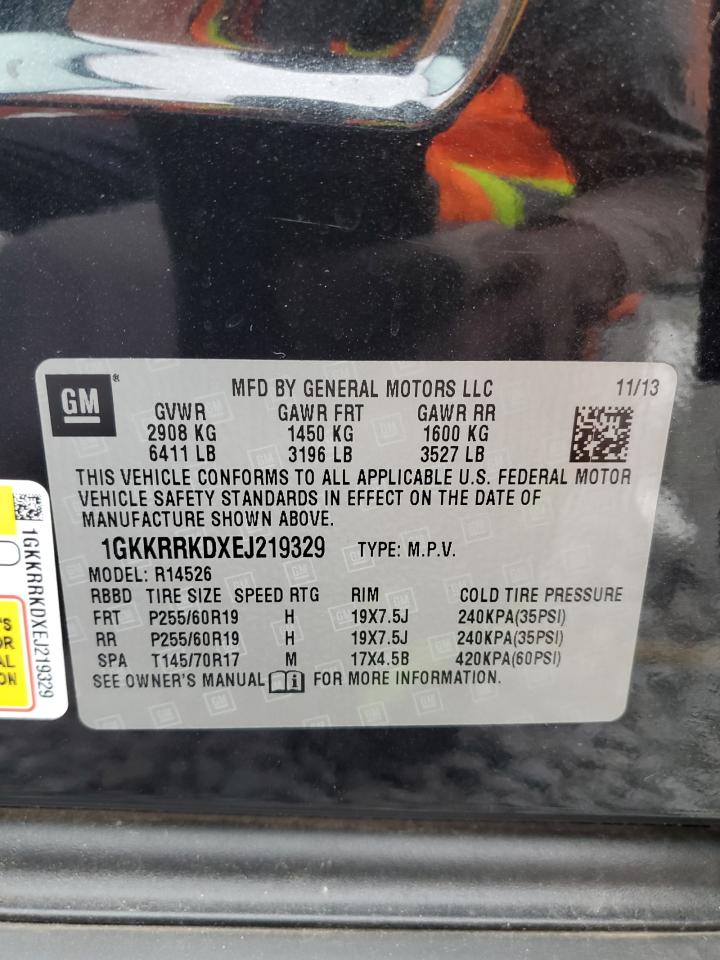 GM®
MFD BY GENERAL MOTORS LLC 11/13
GVWR GAWR FRT GAWR RR
2908 KG 1450 KG 1600 KG
6411 LB 3196 LB 3527 LB
THIS VEHICLE CONFORMS TO ALL APPLICABLE U.S. FEDERAL MOTOR
VEHICLE SAFETY STANDARDS IN EFFECT ON THE DATE OF
MANUFACTURE SHOWN ABOVE.
1GKKRRKDXEJ219329 TYPE: M.P.V.
MODEL: R14526
RBBD TIRE SIZE SPEED RTG RIM COLD TIRE PRESSURE
FRT P255/60R19 H 19X7.5J 240KPA(35PSI)
RR P255/60R19 H 19X7.5J 240KPA(35PSI)
SPA T145/70R17 M 17X4.5B 420KPA(60PSI)
SEE OWNER'S MANUAL FOR MORE INFORMATION.
1GKKRRKDXEJ219329